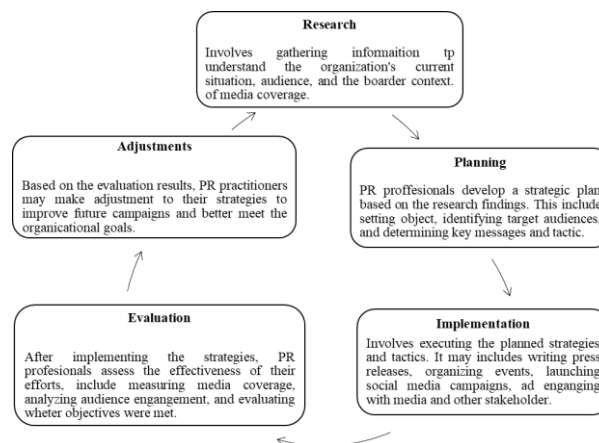 Research
Involves gathering informaition tp
understand the organization's current
situation, audience, and the boarder context.
of media coverage.
Planning
PR proffesionals develop a strategic plan
based on the research findings. This include
setting object, identifying target audiences,
and determining key messages and tactic.
Implementation
Involves executing the planned strategies
and tactics. It may includes writing press
releases, organizing events, launching
social media campaigns, ad enganging
with media and other stakeholder.
Evaluation
After implementing the strategies, PR
profesionals assess the effectiveness of their
efforts, include measuring media coverage,
analyzing audience engangement, and evaluating
wheter objectives were met.
Adjustments
Based on the evaluation results, PR practitioners
may make adjustment to their strategies to
improve future campaigns and better meet the
organicational goals.